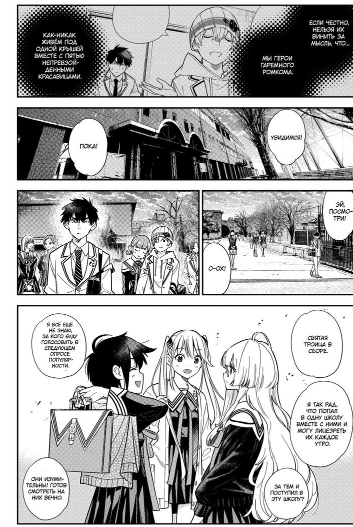 ЕСЛИ ЧЕСТНО,
НЕЛЬЗЯ ИХ
ВИНИТЬ ЗА
МЫСЛЬ, ЧТО...
МЫ ГЕРОИ
ГАРЕМНОГО
РОМКОМА.
КАК-НИКАК,
ЖИВЁМ ПОД
ОДНОЙ КРЫШЕЙ
ВМЕСТЕ С ПЯТЬЮ
НЕПРЕВЗОЙ-
ДЕННЫМИ
КРАСАВИЦАМИ.
УВИДИМСЯ!
ПОКА!
ЭЙ,
ПОСМО-
ТРИ!
О-ОХ!
СВЯТАЯ
ТРОИЦА В
СБОРЕ.
Я ВСЁ ЕЩЁ
НЕ ЗНАЮ,
ЗА КОГО БУДУ
ГОЛОСОВАТЬ В
СЛЕДУЮЩЕМ
ОПРОСЕ
ПОПУЛЯР-
НОСТИ.
Я ТАК РАД,
ЧТО ПОПАЛ
В ОДНУ ШКОЛУ
ВМЕСТЕ С НИМИ И
МОГУ ЛИЦЕЗРЕТЬ
ИХ КАЖДОЕ
УТРО.
ЗА ТЕМ И
ПОСТУПИЛ В
ЭТУ ШКОЛУ?
ОНИ ИЗУМИ-
ТЕЛЬНЫ! ГОТОВ
СМОТРЕТЬ НА
НИХ ВЕЧНО.